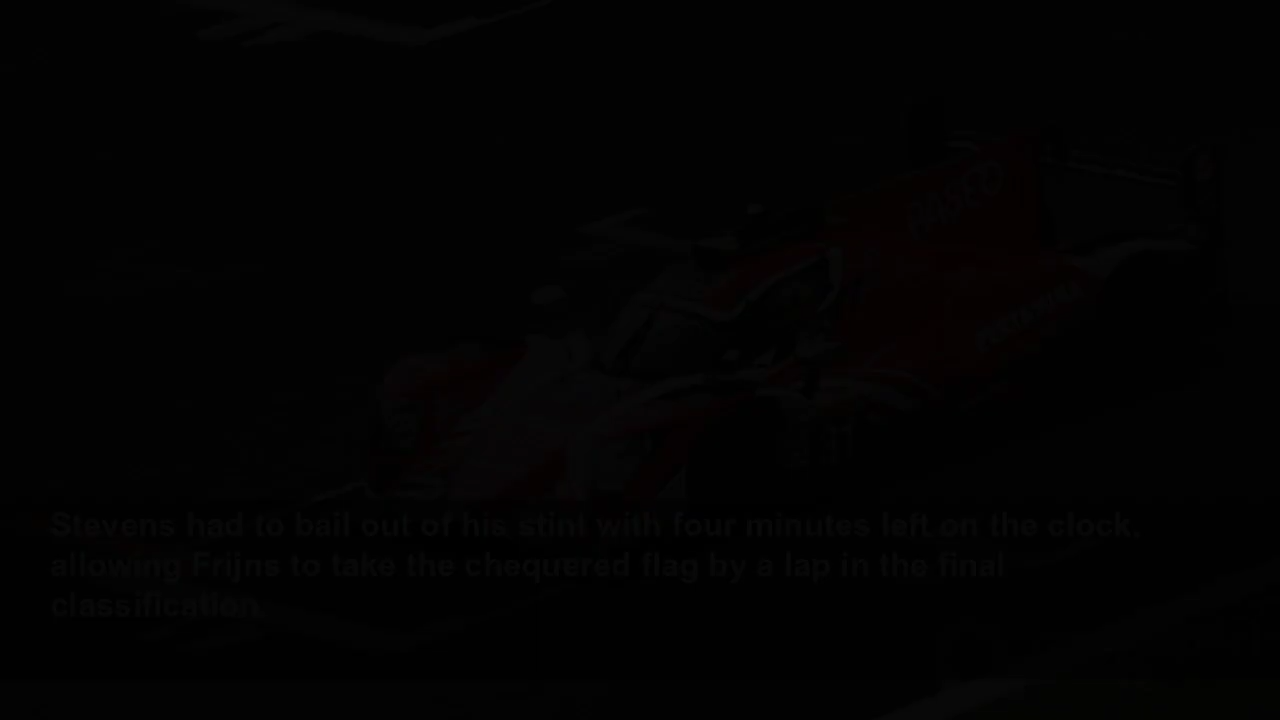 Stevens had to bail out of his stint with four minutes left on the clock,
allowing Frijns to take the chequered flag by a lap in the final
classification.